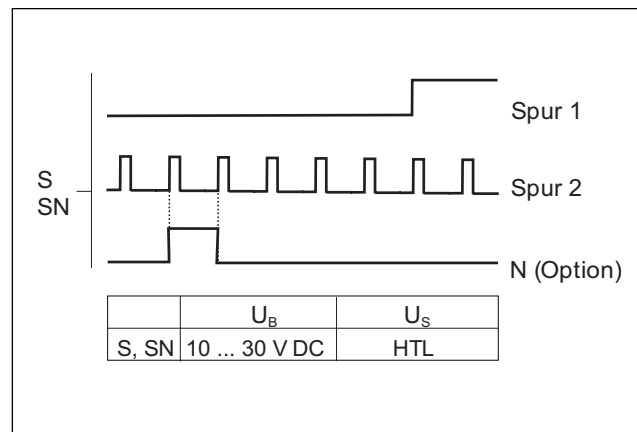 Spur 1
S
SN
Spur 2
N (Option)
U_B U_S
S, SN 10 ... 30 V DC HTL